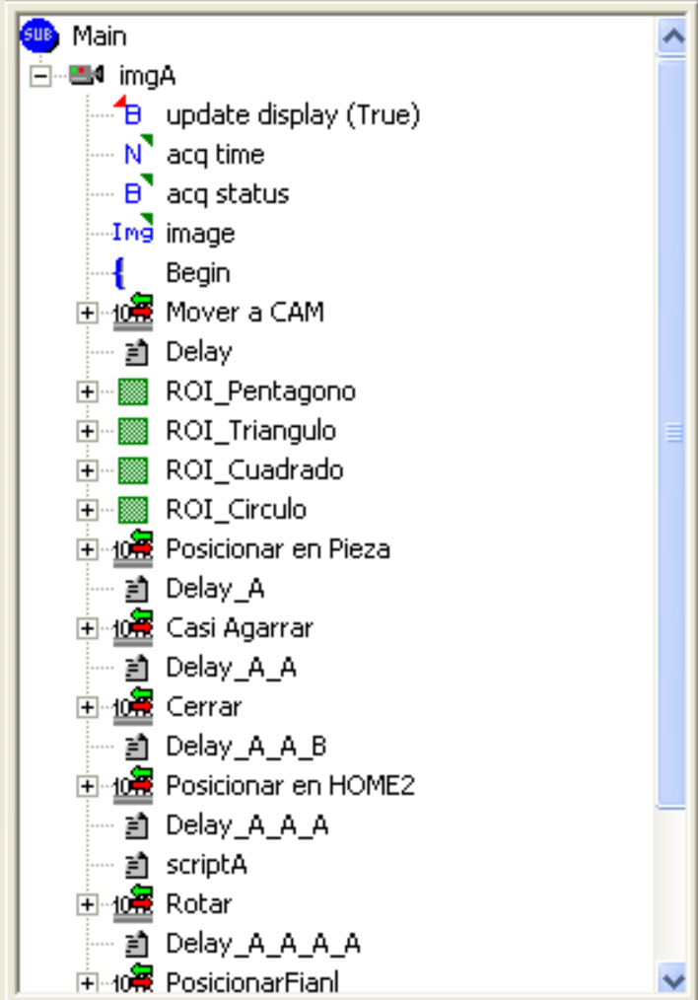 SUB Main
imgA
B update display (True)
N acq time
B acq status
Img image
{ Begin
Mover a CAM
Delay
ROI_Pentagono
ROI_Triangulo
ROI_Cuadrado
ROI_Circulo
Posicionar en Pieza
Delay_A
Casi Agarrar
Delay_A_A
Cerrar
Delay_A_A_B
Posicionar en HOME2
Delay_A_A_A
scriptA
Rotar
Delay_A_A_A_A
PosicionarFianl